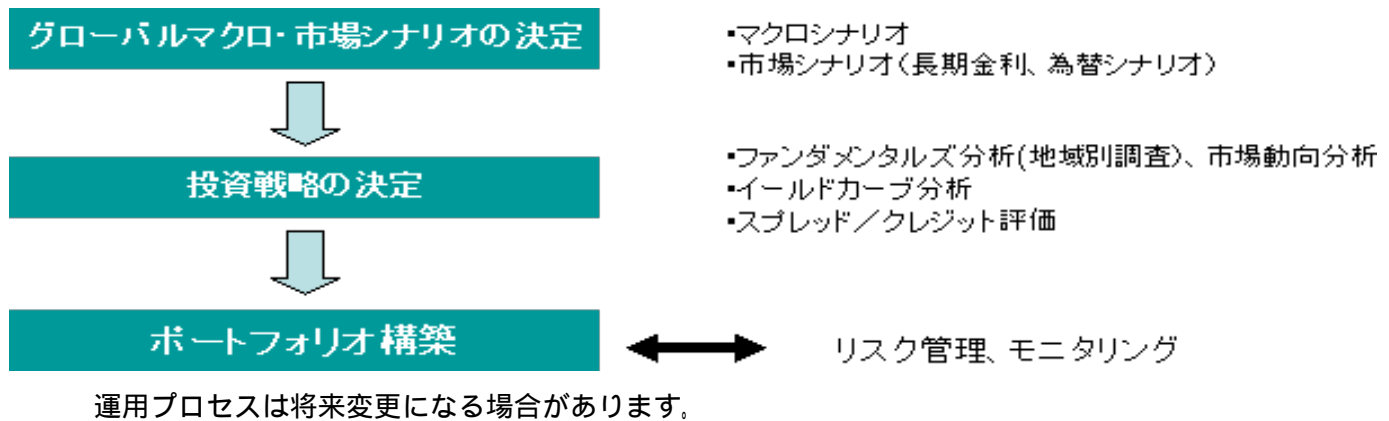 グローバルマクロ・市場シナリオの決定
▪マクロシナリオ
▪市場シナリオ(長期金利、為替シナリオ)
投資戦略の決定
▪ファンダメンタルズ分析(地域別調査)、市場動向分析
▪イールドカーブ分析
▪スプレッド/クレジット評価
ポートフォリオ構築
リスク管理、モニタリング
運用プロセスは将来変更になる場合があります。